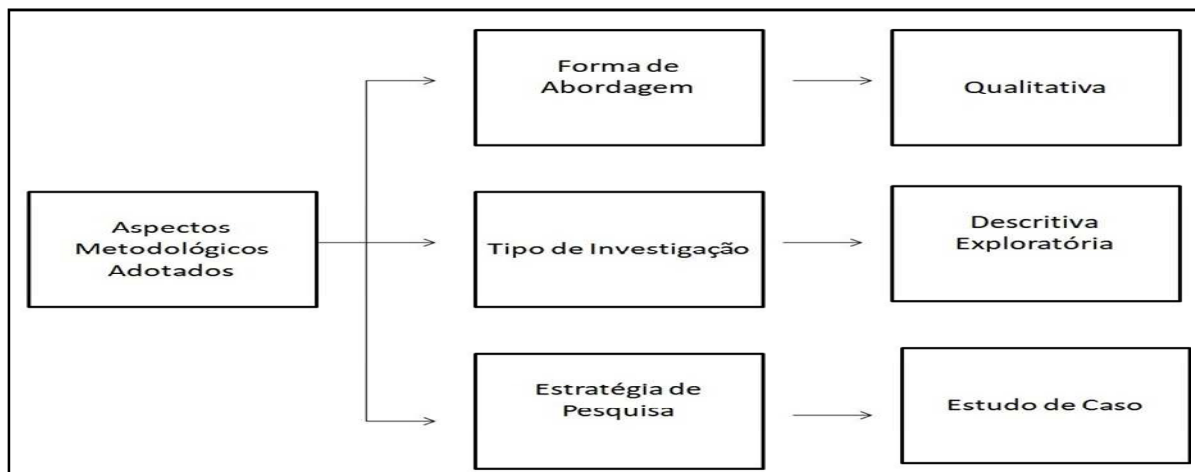 Forma de
Abordagem
Qualitativa
Aspectos
Metodológicos
Adotados
Tipo de Investigação
Descritiva
Exploratória
Estratégia de
Pesquisa
Estudo de Caso